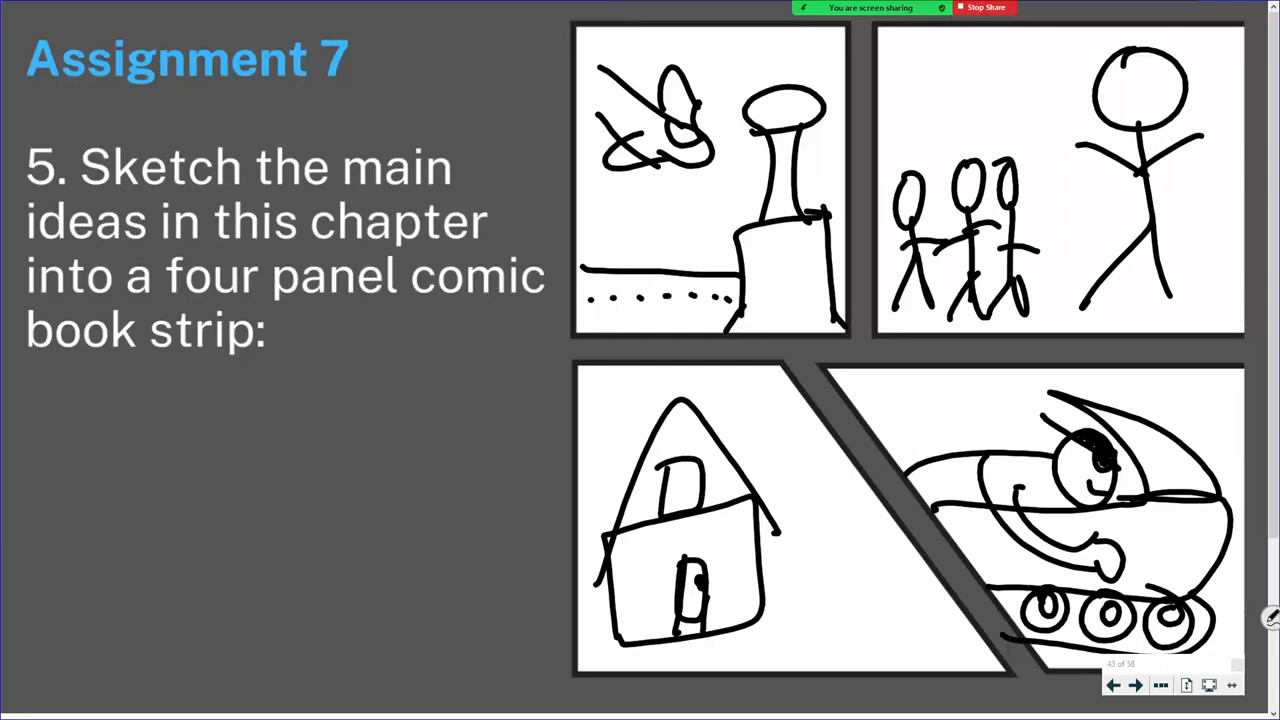 You are screen sharing
Stop Share
Assignment 7
5. Sketch the main
ideas in this chapter
into a four panel comic
book strip:
43 of 58